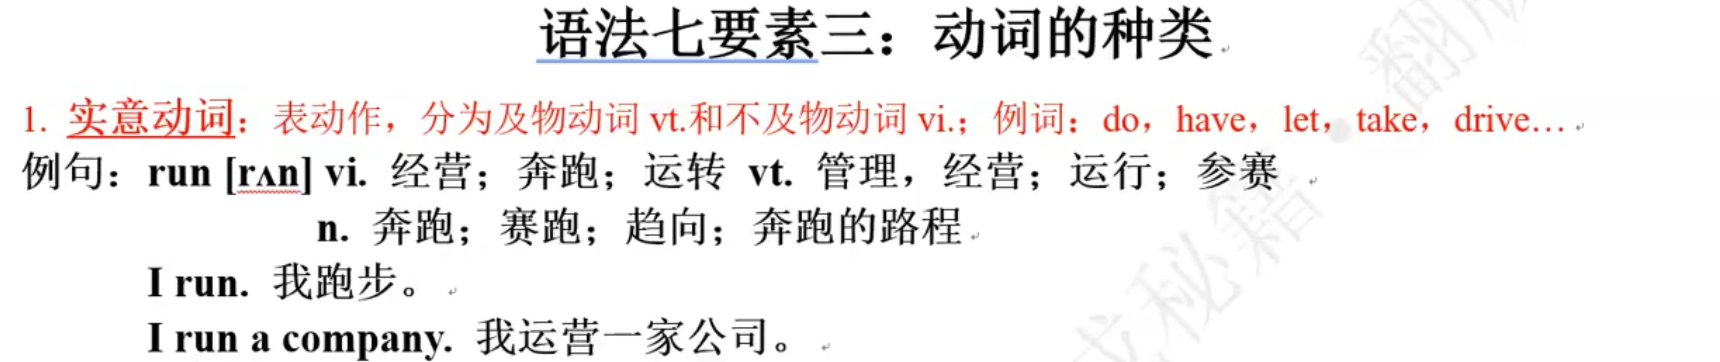 语法七要素三：动词的种类
1. 实意动词：表动作，分为及物动词 vt.和不及物动词 vi.；例词：do，have，let，take，drive…
例句：run [rʌn] vi. 经营；奔跑；运转 vt. 管理，经营；运行；参赛
n. 奔跑；赛跑；趋向；奔跑的路程
I run. 我跑步。
I run a company. 我运营一家公司。
秘籍·翻